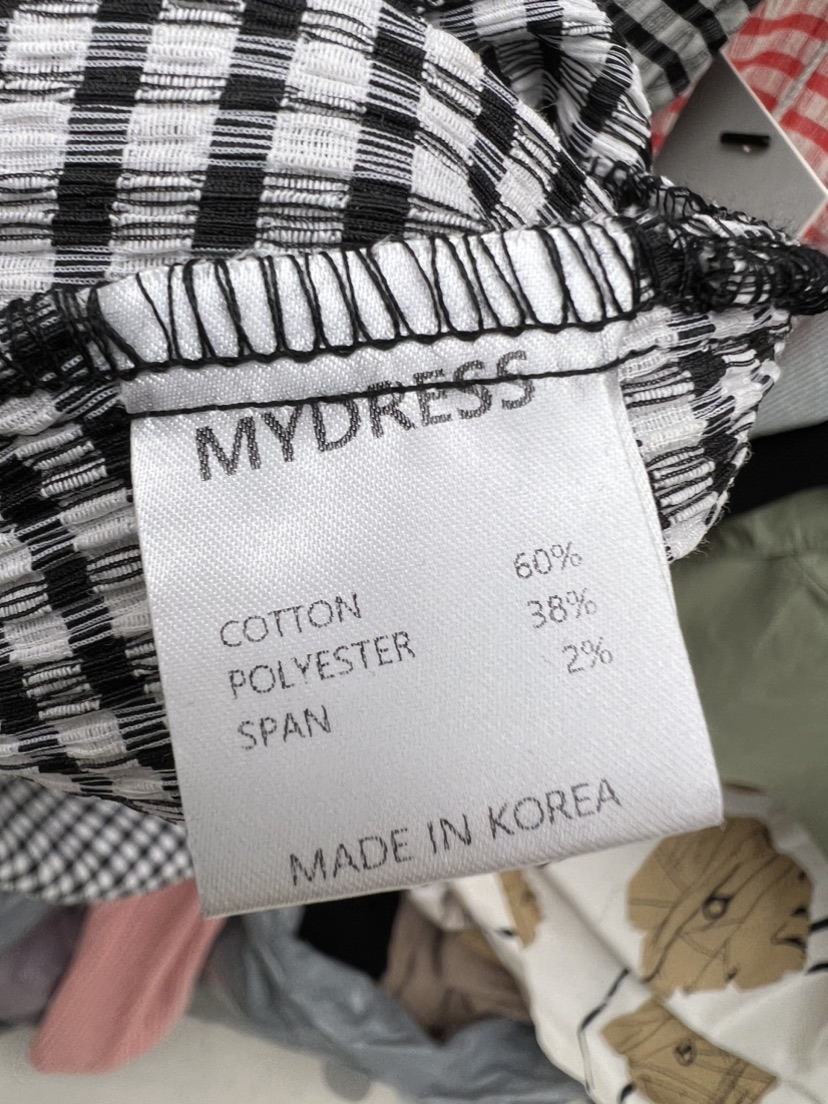 MYDRESS
COTTON 60%
POLYESTER 38%
SPAN 2%
MADE IN KOREA